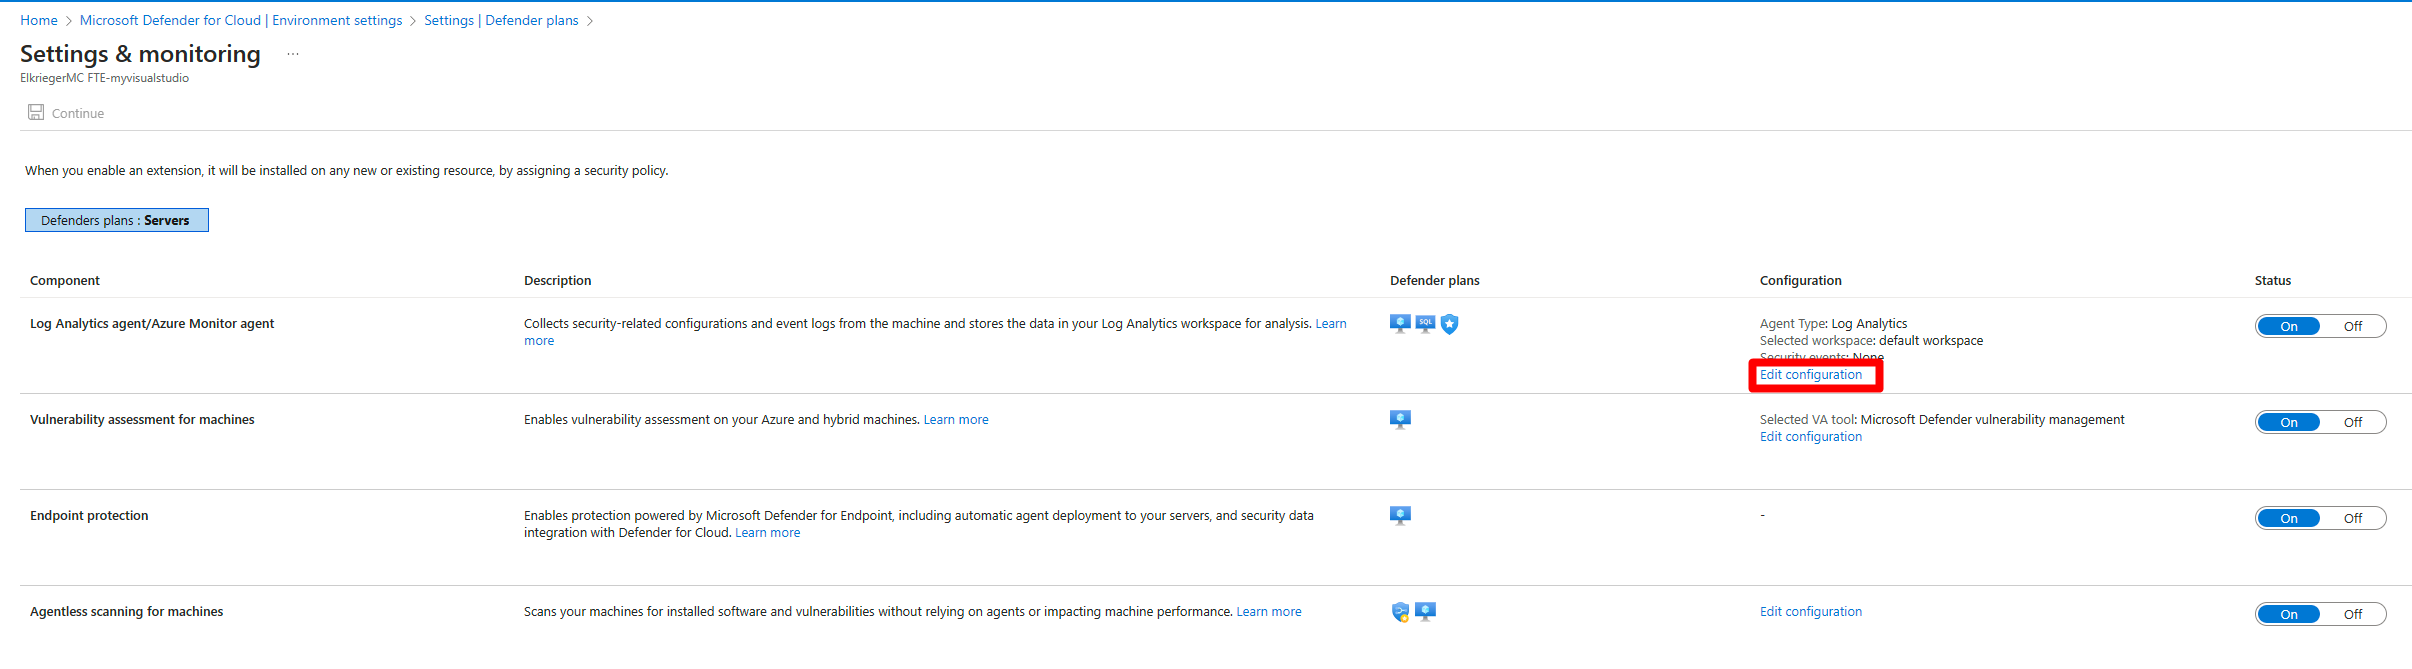 Home > Microsoft Defender for Cloud | Environment settings > Settings | Defender plans >
Settings & monitoring ...
ElkriegerMC FTE-myvisualstudio
Continue
When you enable an extension, it will be installed on any new or existing resource, by assigning a security policy.
Defenders plans : Servers
Component Description Defender plans Configuration Status
Log Analytics agent/Azure Monitor agent
Collects security-related configurations and event logs from the machine and stores the data in your Log Analytics workspace for analysis. Learn
more
SQL
Agent Type: Log Analytics
Selected workspace: default workspace
Security events: None
Edit configuration
On Off
Vulnerability assessment for machines
Enables vulnerability assessment on your Azure and hybrid machines. Learn more
Selected VA tool: Microsoft Defender vulnerability management
Edit configuration
On Off
Endpoint protection
Enables protection powered by Microsoft Defender for Endpoint, including automatic agent deployment to your servers, and security data
integration with Defender for Cloud. Learn more
-
On Off
Agentless scanning for machines
Scans your machines for installed software and vulnerabilities without relying on agents or impacting machine performance. Learn more
Edit configuration
On Off